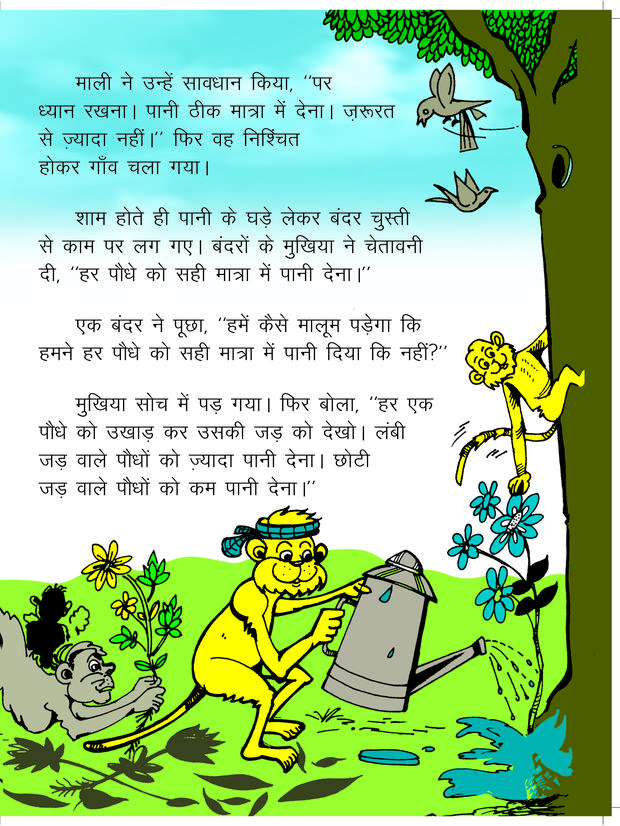 माली ने उन्हें सावधान किया, ‘‘पर
ध्यान रखना। पानी ठीक मात्रा में देना। ज़रूरत
से ज़्यादा नहीं।’’ फिर वह निश्चिंत
होकर गाँव चला गया।
शाम होते ही पानी के घड़े लेकर बंदर चुस्ती
से काम पर लग गए। बंदरों के मुखिया ने चेतावनी
दी, ‘‘हर पौधे को सही मात्रा में पानी देना।’’
एक बंदर ने पूछा, ‘‘हमें कैसे मालूम पड़ेगा कि
हमने हर पौधे को सही मात्रा में पानी दिया कि नहीं?’’
मुखिया सोच में पड़ गया। फिर बोला, ‘‘हर एक
पौधे को उखाड़ कर उसकी जड़ को देखो। लंबी
जड़ वाले पौधों को ज़्यादा पानी देना। छोटी
जड़ वाले पौधों को कम पानी देना।’’